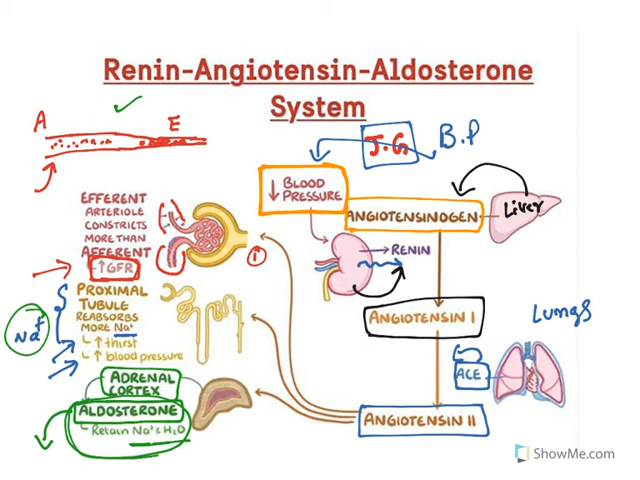 Renin-Angiotensin-Aldosterone
System
A
E
J.G.
B.P
↓ BLOOD
PRESSURE
ANGIOTENSINOGEN
Liver
→ RENIN
EFFERENT
ARTERIOLE
CONSTRICTS
MORE THAN
AFFERENT
↑GFR
PROXIMAL
TUBULE
REABSORBS
MORE Na+
↑ thirst
↑ blood pressure
Na+
ANGIOTENSIN I
Lungs
ACE
ADRENAL
CORTEX
ALDOSTERONE
Retain Na+ & H2O
ANGIOTENSIN II
ShowMe.com